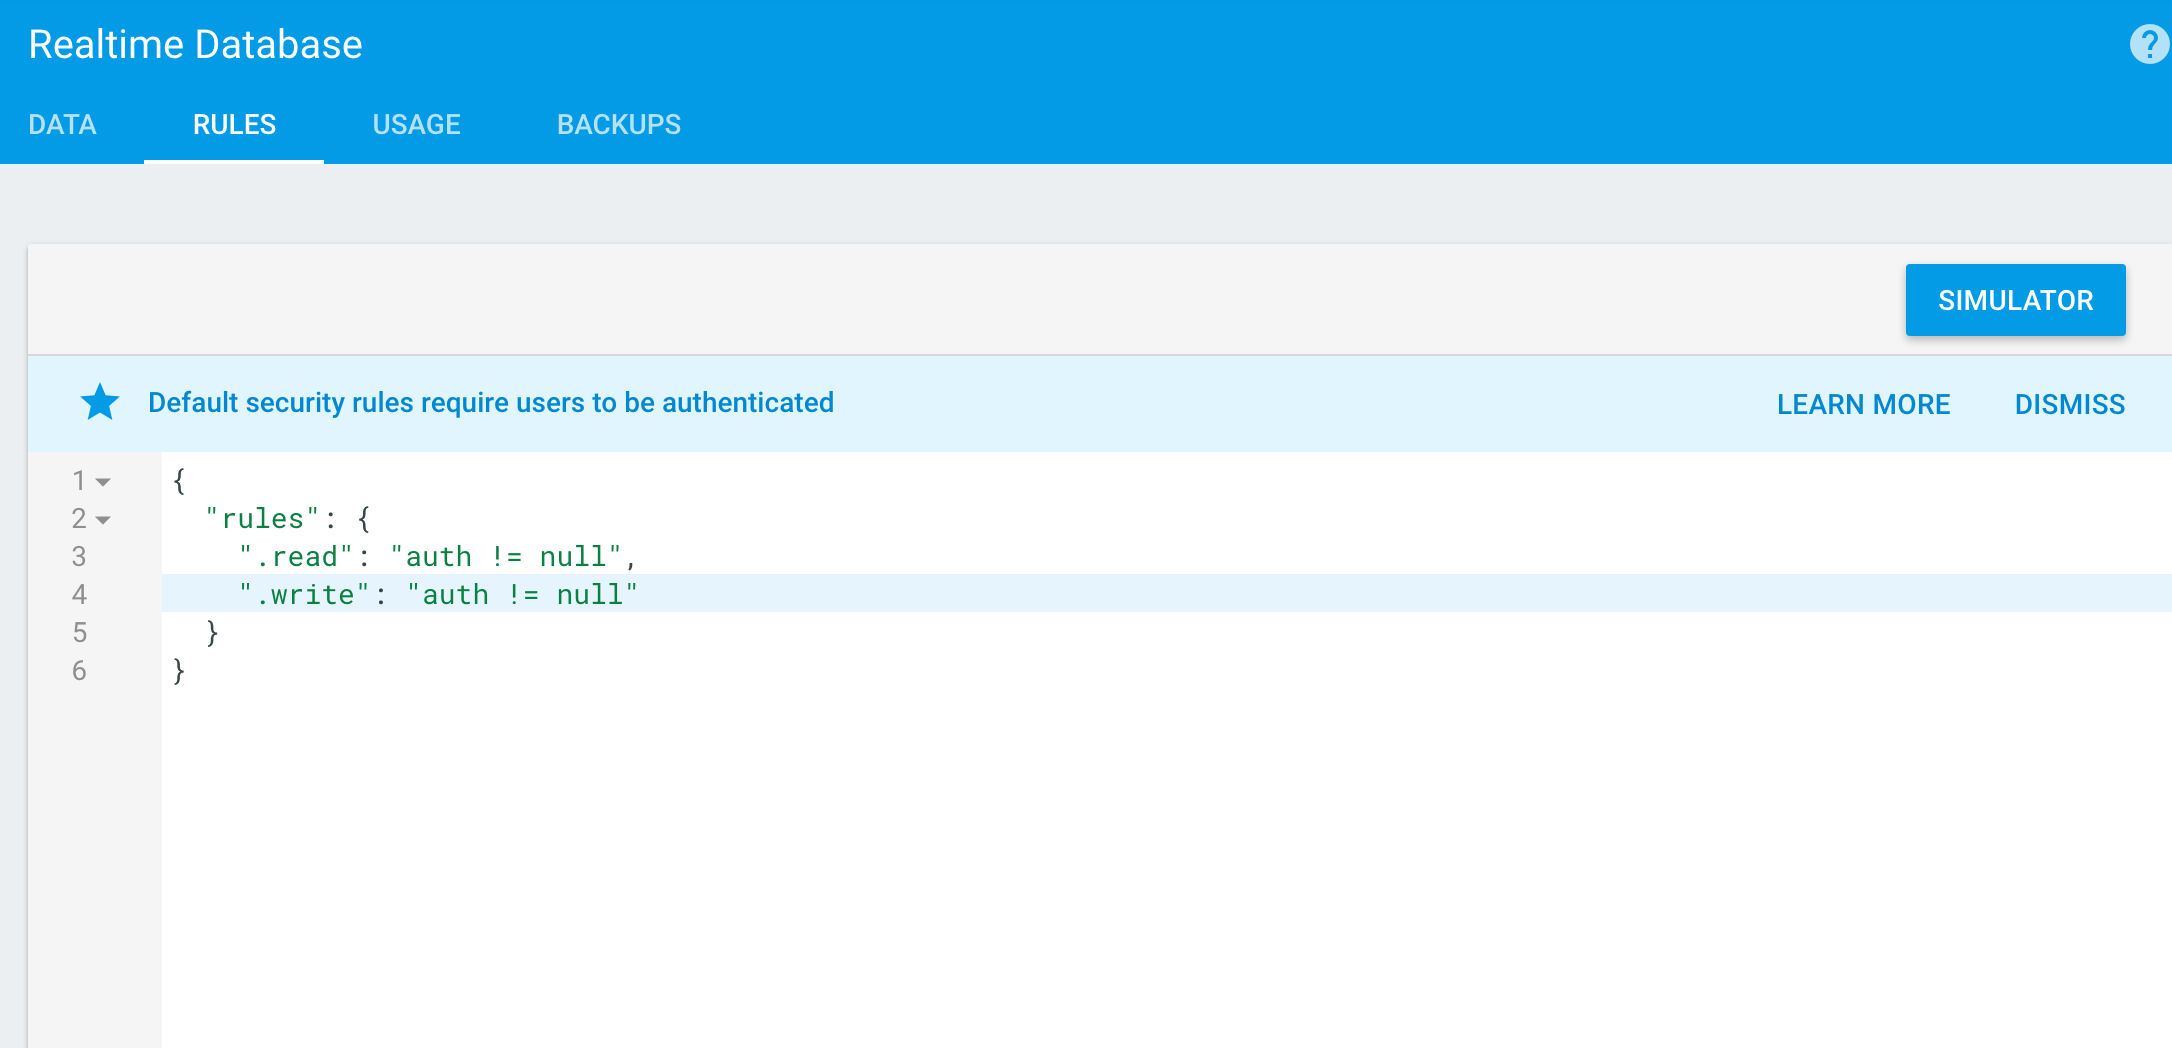 Realtime Database
?
DATA RULES USAGE BACKUPS
SIMULATOR
Default security rules require users to be authenticated LEARN MORE DISMISS
1 {
2 "rules": {
3 ".read": "auth != null",
4 ".write": "auth != null"
5 }
6 }